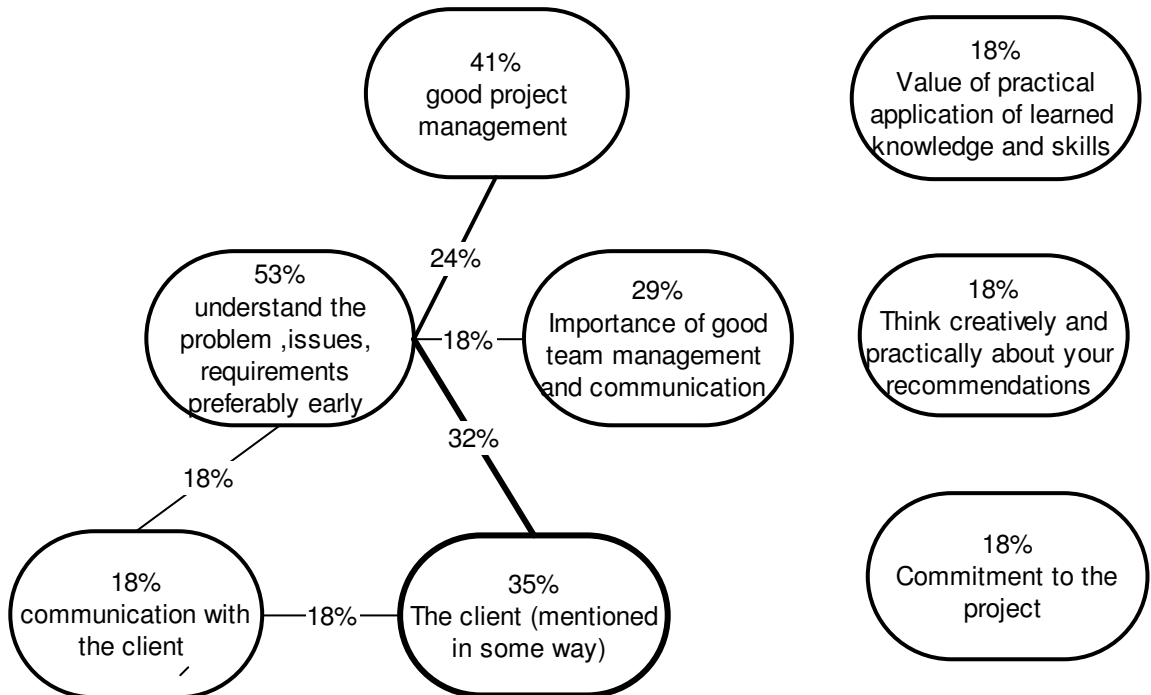 41%
good project
management
18%
Value of practical
application of learned
knowledge and skills
24%
53%
understand the
problem ,issues,
requirements
preferably early
18%
29%
Importance of good
team management
and communication
18%
Think creatively and
practically about your
recommendations
32%
18%
18%
communication with
the client
18%
35%
The client (mentioned
in some way)
18%
Commitment to the
project